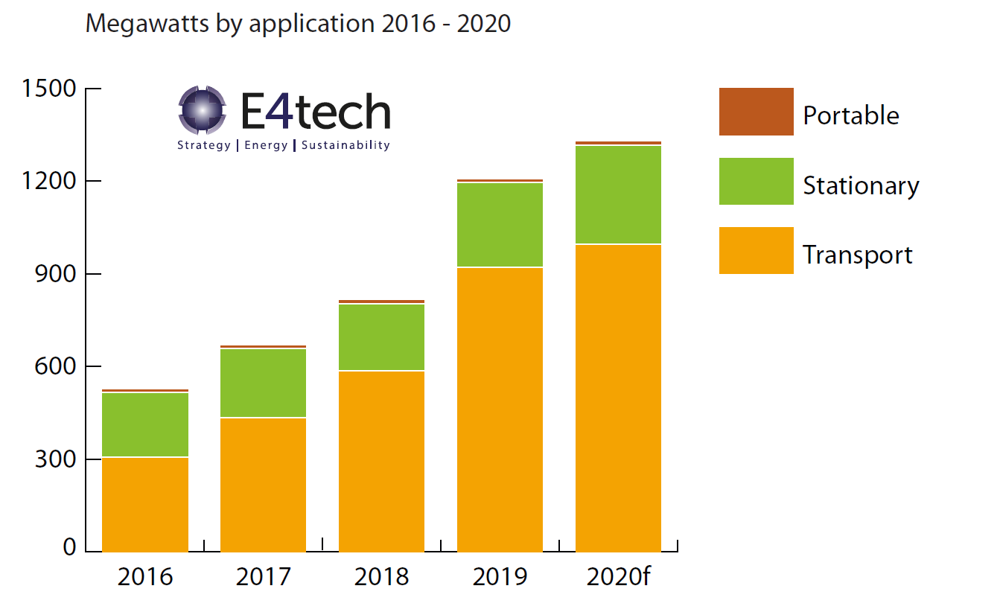 Megawatts by application 2016 - 2020
E4tech
Strategy | Energy | Sustainability
1500
1200
900
600
300
0
2016 2017 2018 2019 2020f
Portable
Stationary
Transport